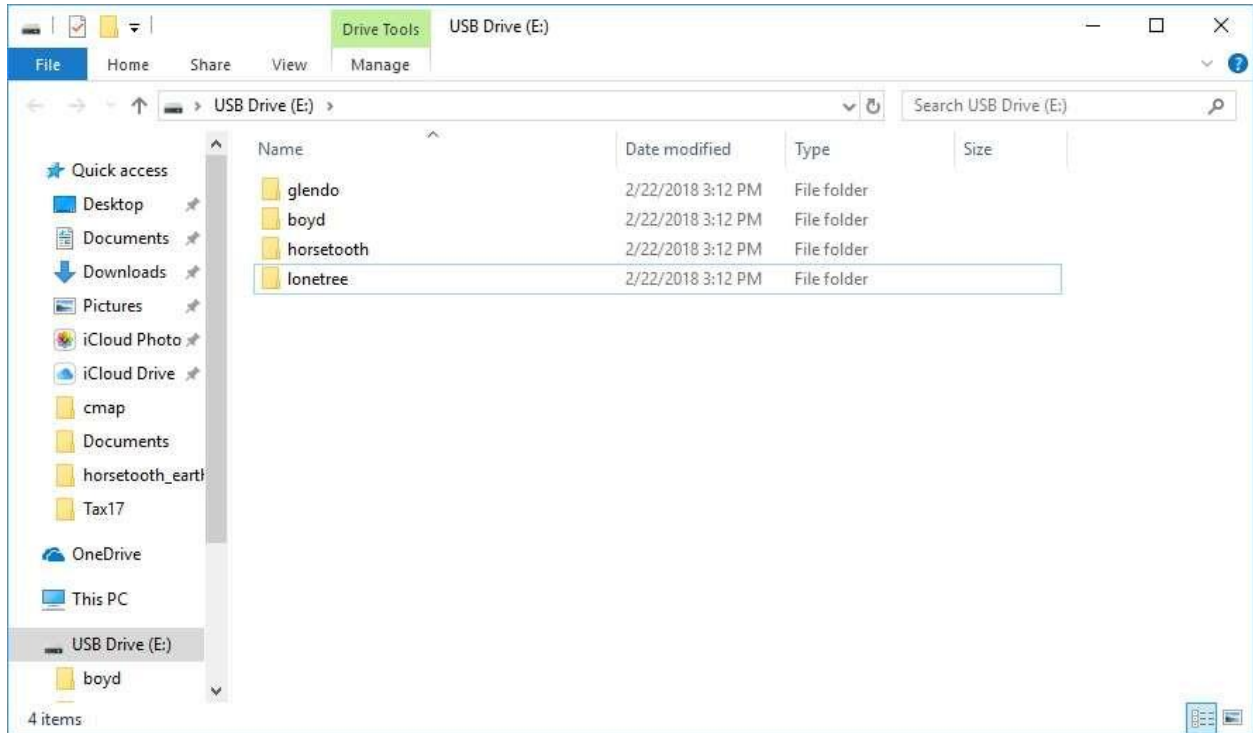 Drive Tools USB Drive (E:)
File Home Share View Manage
USB Drive (E:) Search USB Drive (E:)
Name Date modified Type Size
Quick access
Desktop
Documents
Downloads
Pictures
iCloud Photo
iCloud Drive
cmap
Documents
horsetooth_eartl
Tax17
OneDrive
This PC
USB Drive (E:)
boyd
glendo 2/22/2018 3:12 PM File folder
boyd 2/22/2018 3:12 PM File folder
horsetooth 2/22/2018 3:12 PM File folder
lonetree 2/22/2018 3:12 PM File folder
4 items